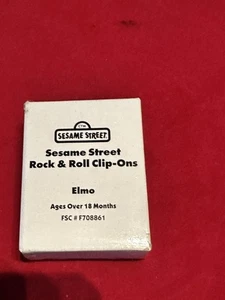 SESAME STREET
Sesame Street
Rock & Roll Clip-Ons
Elmo
Ages Over 18 Months
FSC # F708861